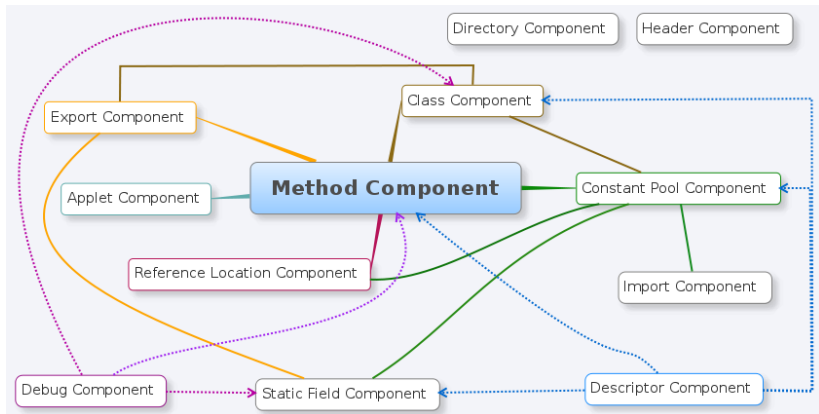 Directory Component
Header Component
Class Component
Export Component
Method Component
Constant Pool Component
Applet Component
Reference Location Component
Import Component
Debug Component
Static Field Component
Descriptor Component